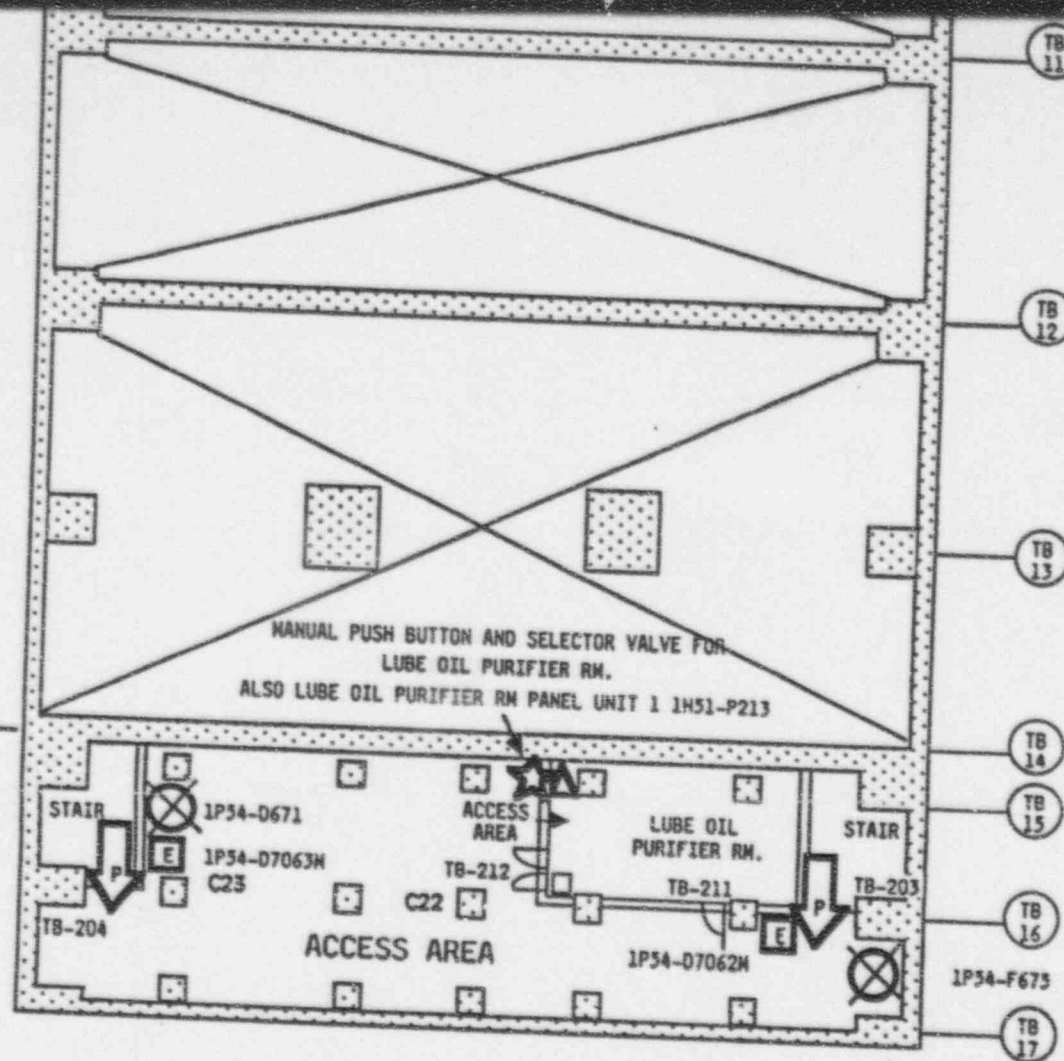 TB
11
TB
12
TB
13
MANUAL PUSH BUTTON AND SELECTOR VALVE FOR
LUBE OIL PURIFIER RM.
ALSO LUBE OIL PURIFIER RM PANEL UNIT 1 1H51-P213
TB
14
STAIR
1P54-D671
ACCESS
AREA
LUBE OIL
PURIFIER RM.
STAIR
TB
15
E
1P54-D7063M
P
C23
TB-212
TB-211
TB-203
C22
P
TB
16
TB-204
ACCESS AREA
1P54-D7062M
E
1P54-F675
TB
17